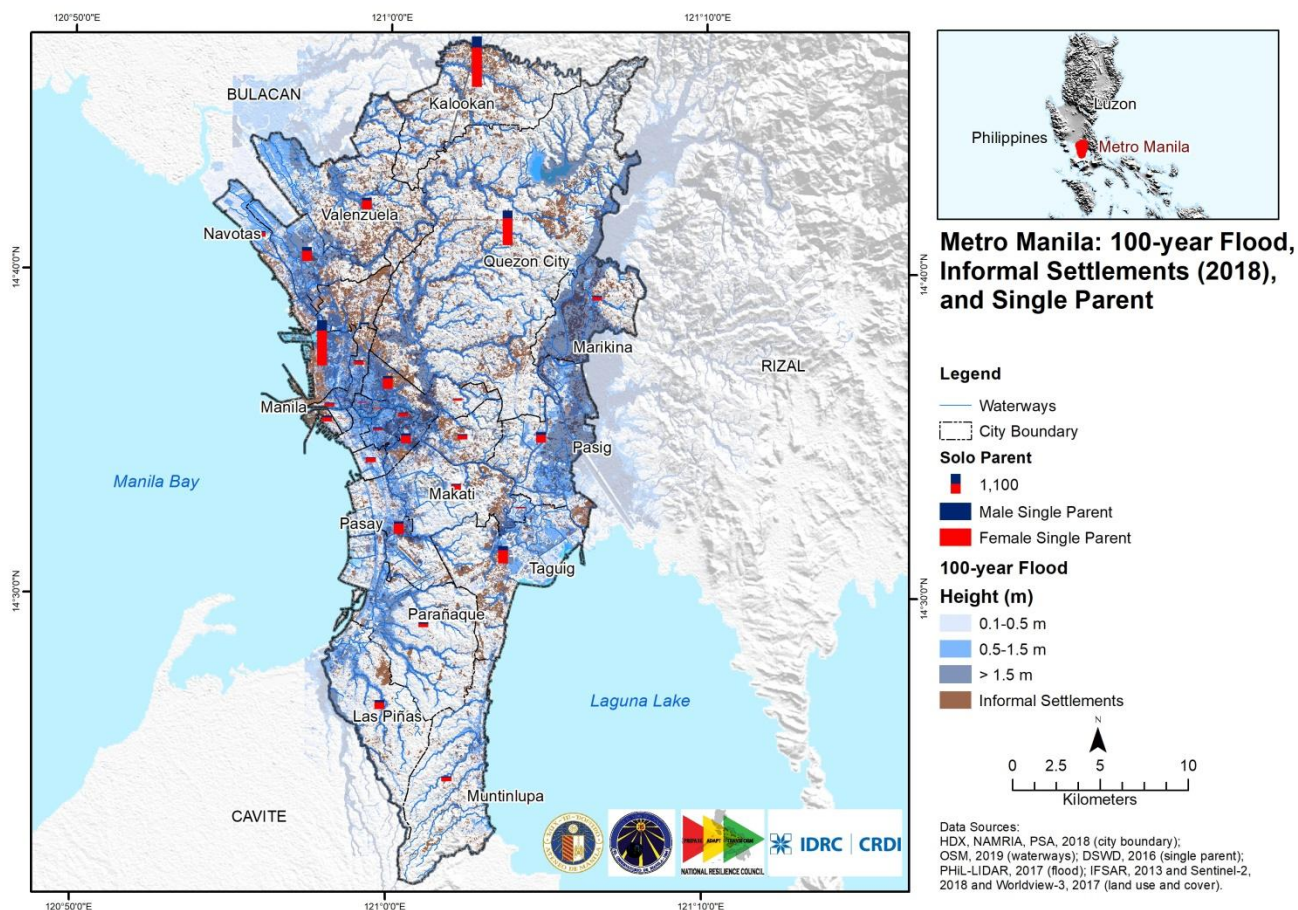 120°50'0"E
121°0'0"E
121°10'0"E
14°40'0"N
14°30'0"N
14°40'0"N
14°30'0"N
120°50'0"E
121°0'0"E
121°10'0"E
BULACAN
Kalookan
Valenzuela
Navotas
Quezon City
Marikina
RIZAL
Manila
Pasig
Manila Bay
Makati
Pasay
Taguig
Parañaque
Las Piñas
Laguna Lake
Muntinlupa
CAVITE
NATIONAL RESILIENCE COUNCIL
IDRC | CRDI
Luzon
Philippines
Metro Manila
Metro Manila: 100-year Flood,
Informal Settlements (2018),
and Single Parent
Legend
Waterways
City Boundary
Solo Parent
1,100
Male Single Parent
Female Single Parent
100-year Flood
Height (m)
0.1-0.5 m
0.5-1.5 m
> 1.5 m
Informal Settlements
N
0 2.5 5 10
Kilometers
Data Sources:
HDX, NAMRIA, PSA, 2018 (city boundary);
OSM, 2019 (waterways); DSWD, 2016 (single parent);
PHiL-LIDAR, 2017 (flood); IFSAR, 2013 and Sentinel-2,
2018 and Worldview-3, 2017 (land use and cover).